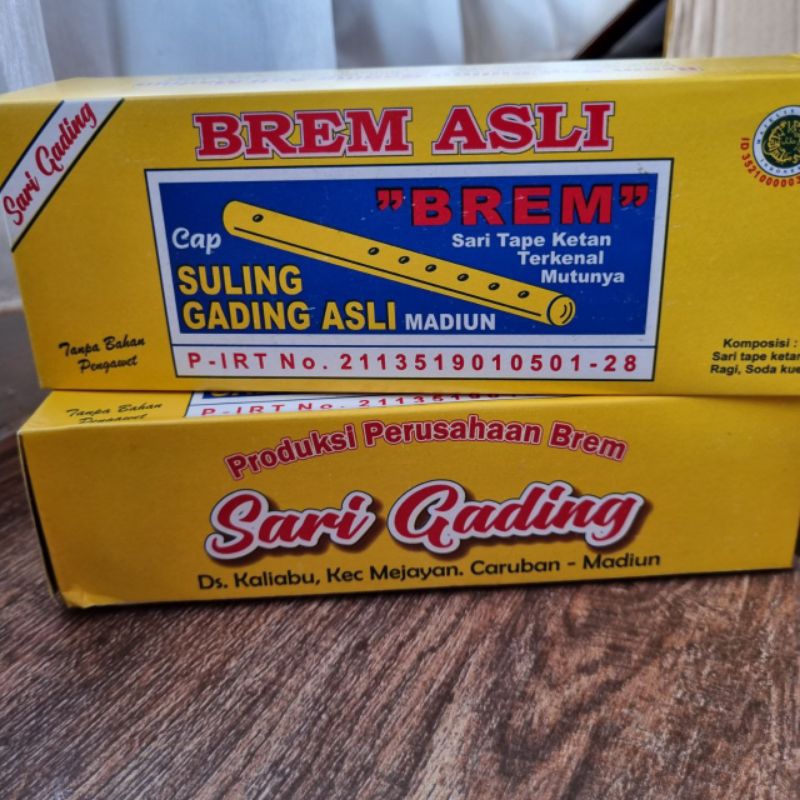 Sari Gading
BREM ASLI
"BREM"
Cap
Sari Tape Ketan
Terkenal
Mutunya
SULING
GADING ASLI MADIUN
Tanpa Bahan
Pengawet
P-IRT No. 2113519010501-28
Komposisi :
Sari tape ketan
Ragi, Soda kue
Tanpa Bahan
Pengawet
P-IRT No.
Produksi Perusahaan Brem
Sari Gading
Ds. Kaliabu, Kec Mejayan. Caruban - Madiun